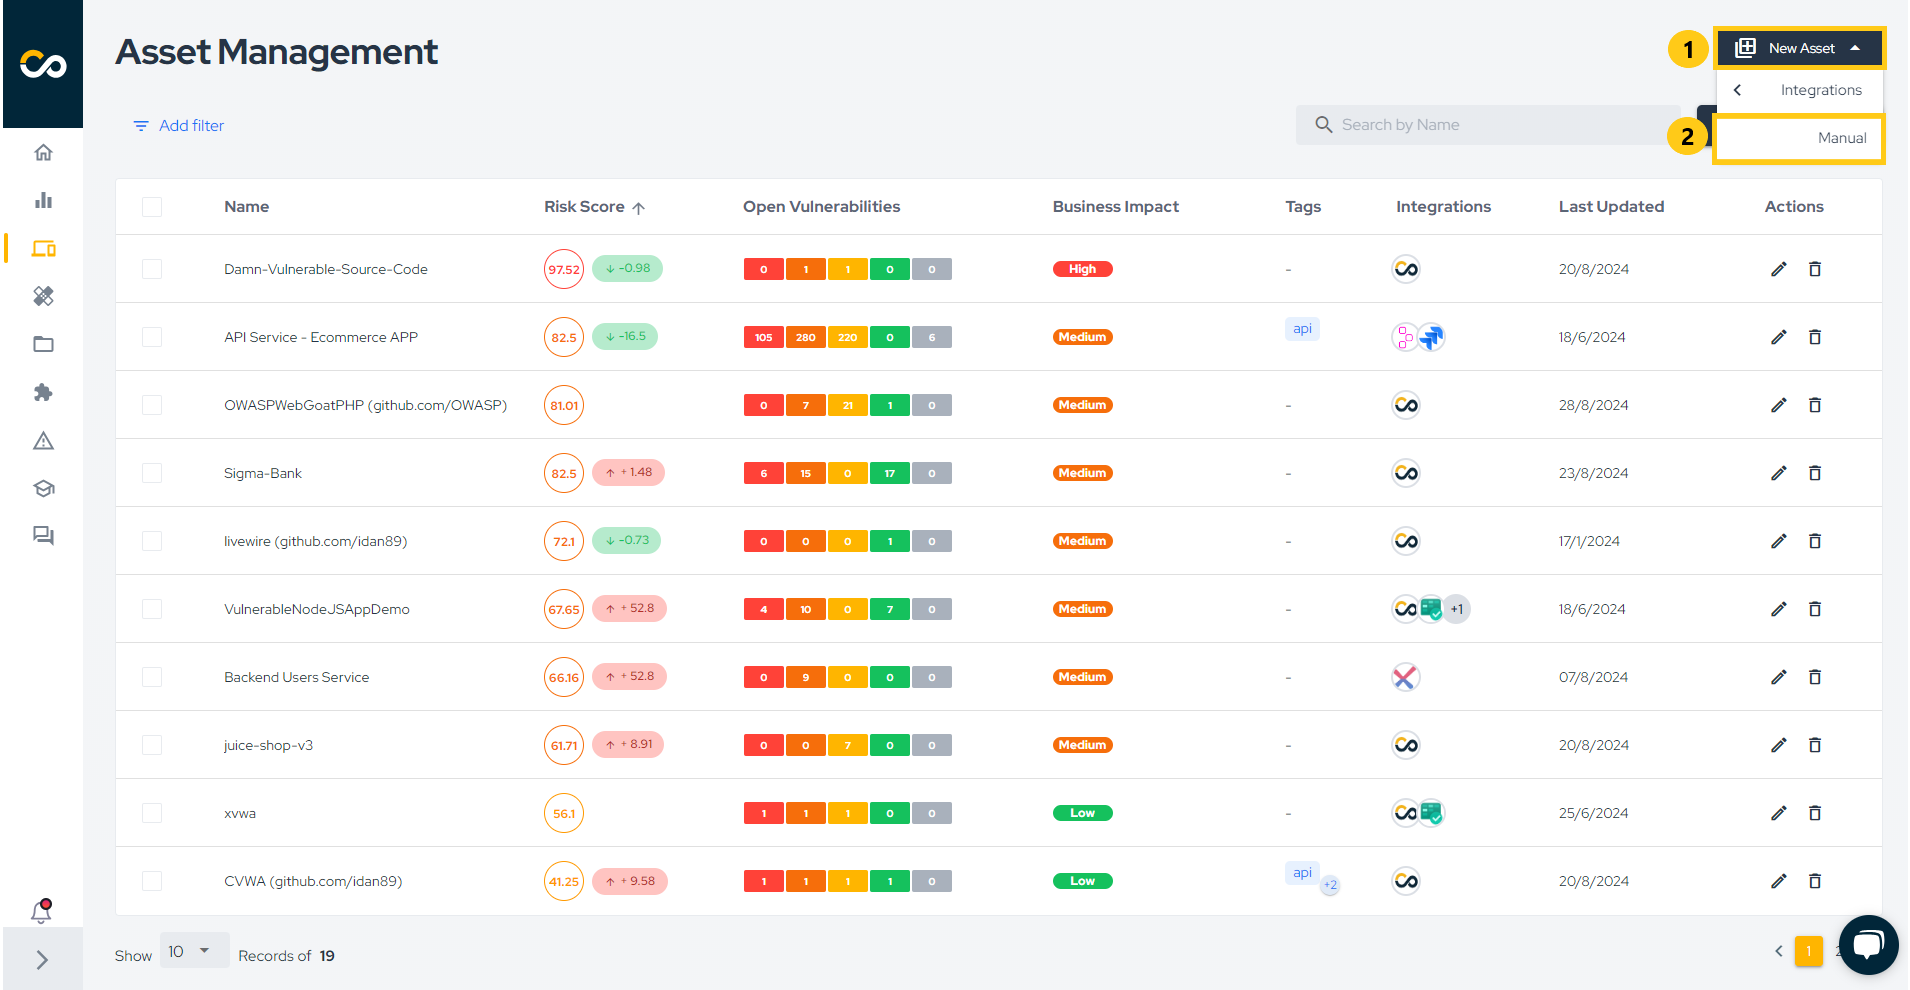 Asset Management
1
New Asset
Integrations
2
Manual
Add filter
Search by Name
Name Risk Score Open Vulnerabilities Business Impact Tags Integrations Last Updated Actions
Damn-Vulnerable-Source-Code 97.52 -0.98 0 1 1 0 0 High - 20/8/2024
API Service - Ecommerce APP 82.5 -16.5 105 280 220 0 6 Medium api 18/6/2024
OWASPWebGoatPHP (github.com/OWASP) 81.01 0 7 21 1 0 Medium - 28/8/2024
Sigma-Bank 82.5 + 1.48 6 15 0 17 0 Medium - 23/8/2024
livewire (github.com/idan89) 72.1 -0.73 0 0 0 1 0 Medium - 17/1/2024
VulnerableNodeJSAppDemo 67.65 + 52.8 4 10 0 7 0 Medium - +1 18/6/2024
Backend Users Service 66.16 + 52.8 0 9 0 0 0 Medium - 07/8/2024
juice-shop-v3 61.71 + 8.91 0 0 7 0 0 Medium - 20/8/2024
xvwa 56.1 1 1 1 0 0 Low - 25/6/2024
CVWA (github.com/idan89) 41.25 + 9.58 1 1 1 1 0 Low api +2 20/8/2024
Show 10 Records of 19
1